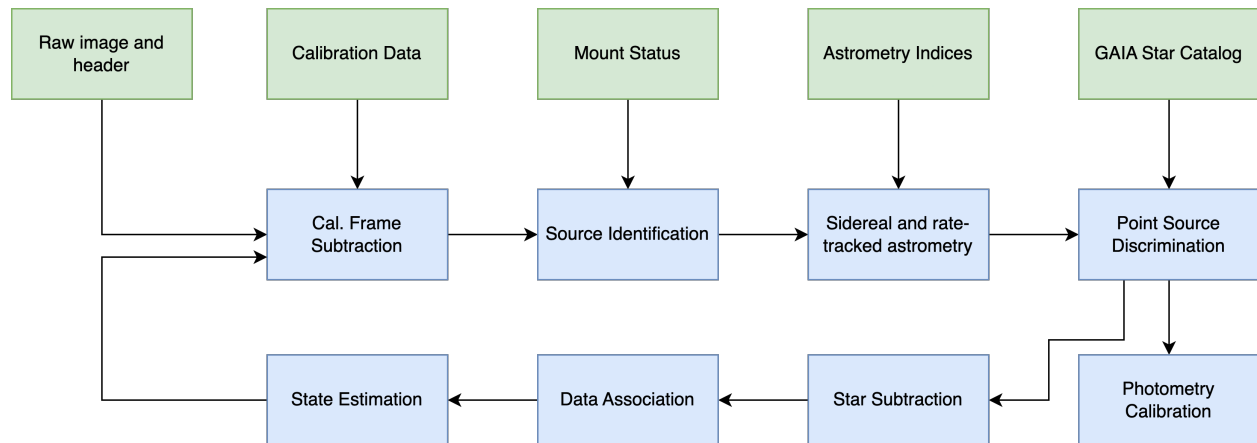 Raw image and
header
Calibration Data
Mount Status
Astrometry Indices
GAIA Star Catalog
Cal. Frame
Subtraction
Source Identification
Sidereal and rate-
tracked astrometry
Point Source
Discrimination
State Estimation
Data Association
Star Subtraction
Photometry
Calibration